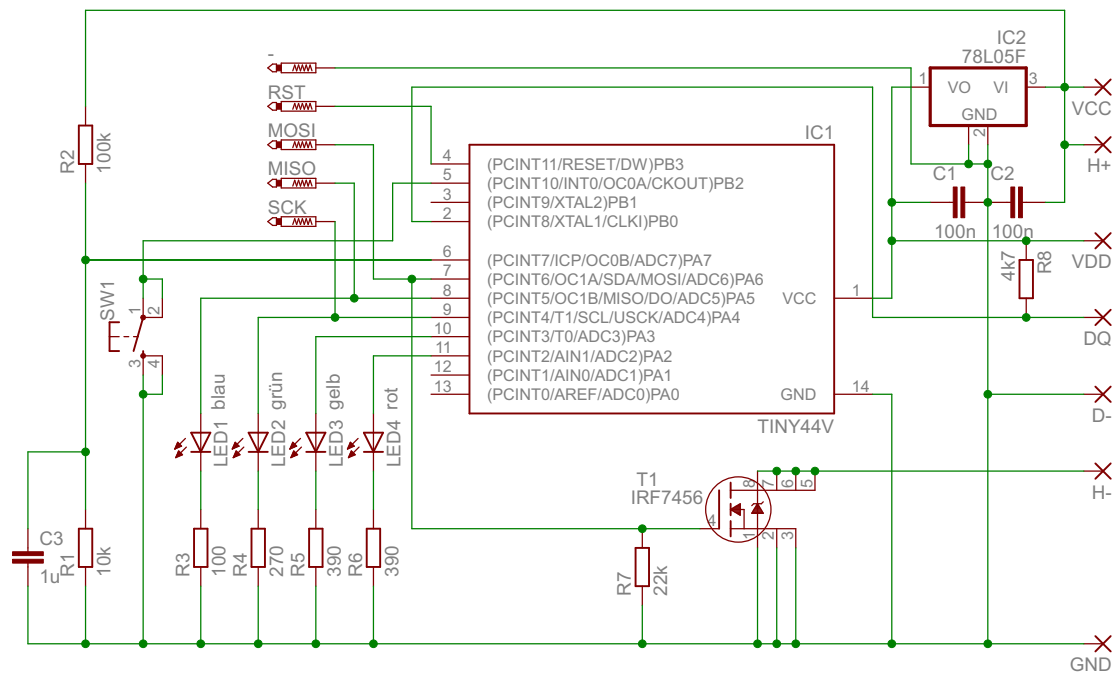 -
RST
MOSI
MISO
SCK
IC2
78L05F
1
VO
VI
3
GND
2
VCC
H+
IC1
R2
100k
4
(PCINT11/RESET/DW)PB3
5
(PCINT10/INT0/OC0A/CKOUT)PB2
3
(PCINT9/XTAL2)PB1
2
(PCINT8/XTAL1/CLKI)PB0
6
(PCINT7/ICP/OC0B/ADC7)PA7
7
(PCINT6/OC1A/SDA/MOSI/ADC6)PA6
8
(PCINT5/OC1B/MISO/DO/ADC5)PA5
9
(PCINT4/T1/SCL/USCK/ADC4)PA4
10
(PCINT3/T0/ADC3)PA3
11
(PCINT2/AIN1/ADC2)PA2
12
(PCINT1/AIN0/ADC1)PA1
13
(PCINT0/AREF/ADC0)PA0
VCC
1
GND
14
TINY44V
C1
100n
C2
100n
VDD
4k7
R8
DQ
D-
SW1
1
2
3
4
LED1 blau
LED2 grün
LED3 gelb
LED4 rot
T1
IRF7456
4
8
7
6
5
1
2
3
H-
C3
1u
R1
10k
R3
100
R4
270
R5
390
R6
390
R7
22k
GND